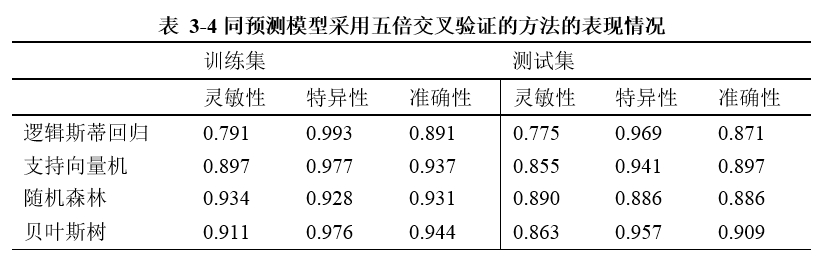 表 3-4 同预测模型采用五倍交叉验证的方法的表现情况
训练集 测试集
灵敏性 特异性 准确性 灵敏性 特异性 准确性
逻辑斯蒂回归 0.791 0.993 0.891 0.775 0.969 0.871
支持向量机 0.897 0.977 0.937 0.855 0.941 0.897
随机森林 0.934 0.928 0.931 0.890 0.886 0.886
贝叶斯树 0.911 0.976 0.944 0.863 0.957 0.909